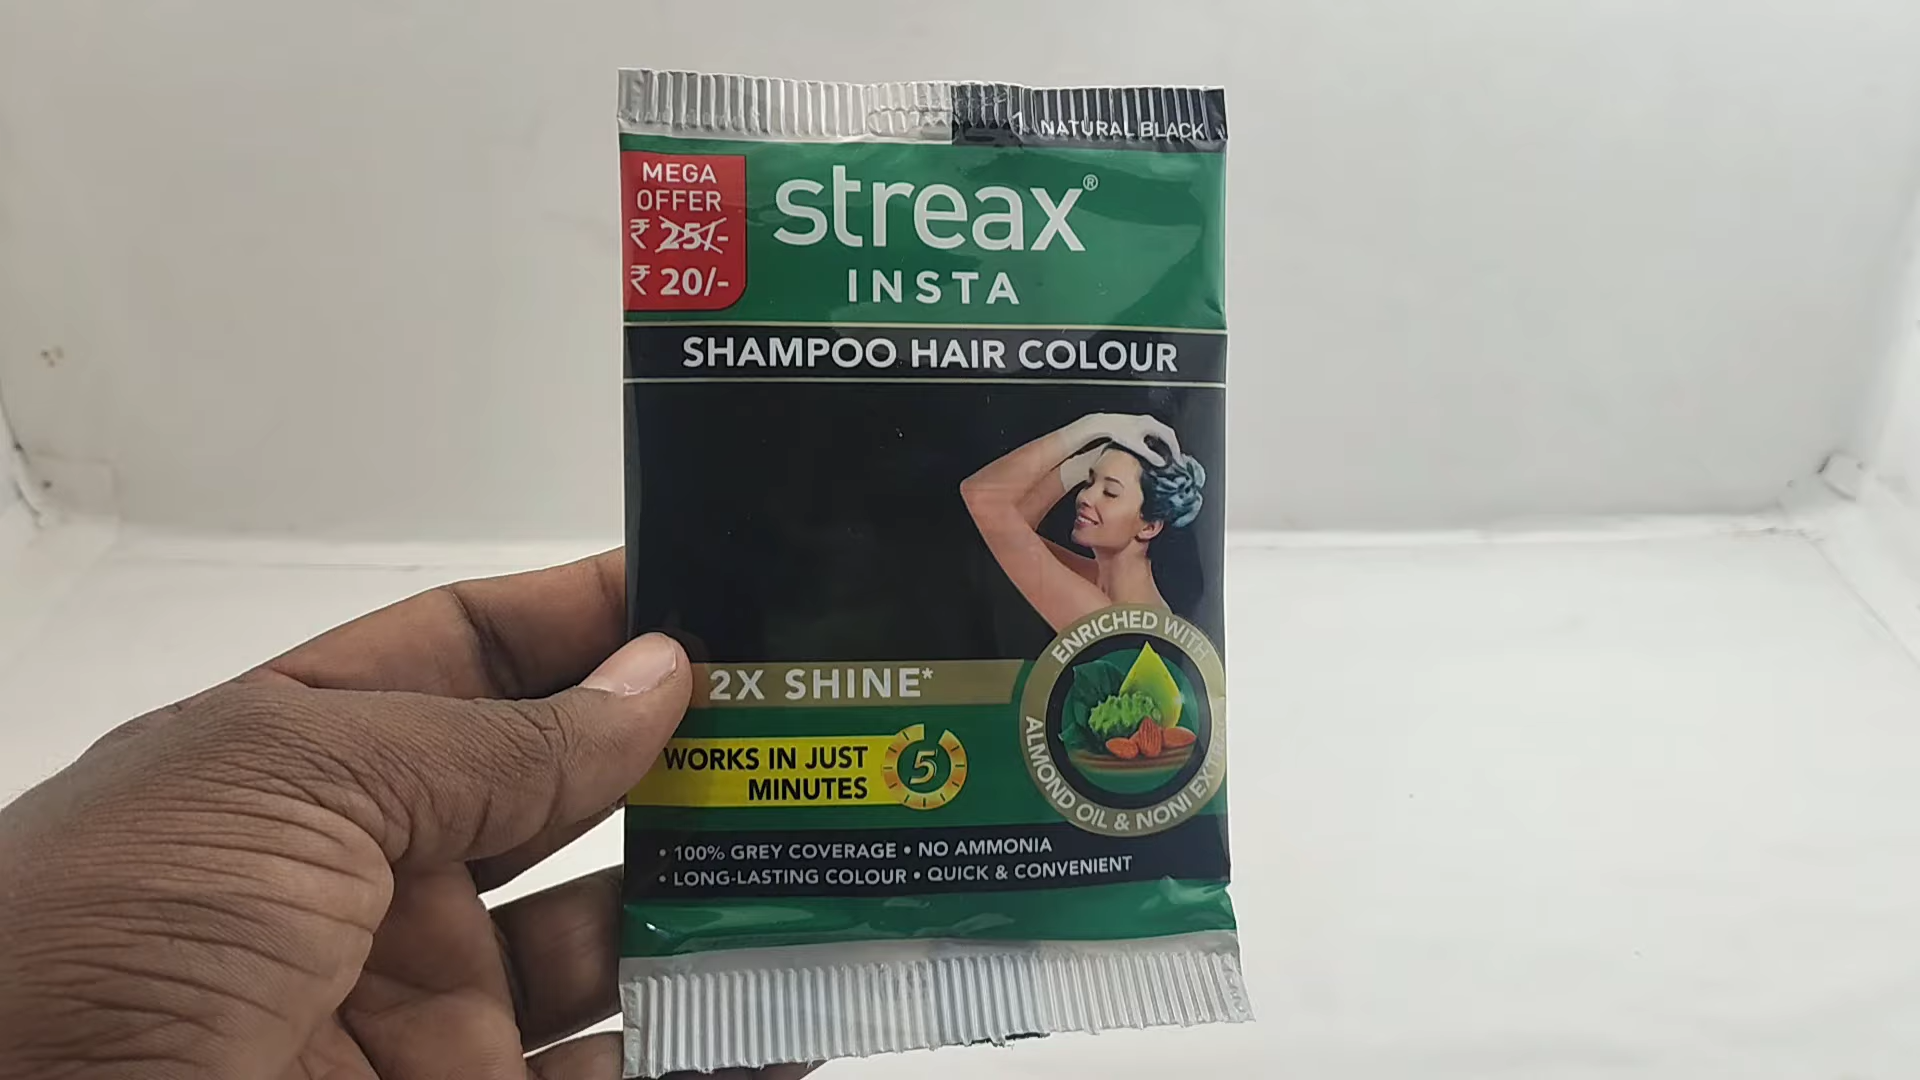 1 NATURAL BLACK
MEGA
OFFER
₹ 25/-
₹ 20/-
streax®
INSTA
SHAMPOO HAIR COLOUR
2X SHINE*
WORKS IN JUST 5
MINUTES
ENRICHED WITH
ALMOND OIL & NONI
• 100% GREY COVERAGE • NO AMMONIA
• LONG-LASTING COLOUR • QUICK & CONVENIENT